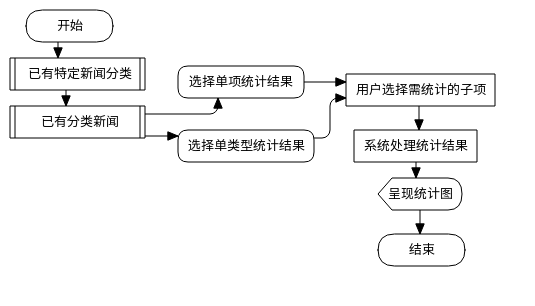 开始
已有特定新闻分类
已有分类新闻
选择单项统计结果
选择单类型统计结果
用户选择需统计的子项
系统处理统计结果
呈现统计图
结束